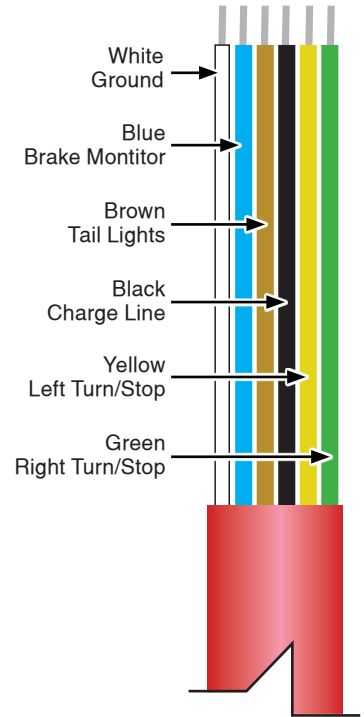 White
Ground
Blue
Brake Montitor
Brown
Tail Lights
Black
Charge Line
Yellow
Left Turn/Stop
Green
Right Turn/Stop